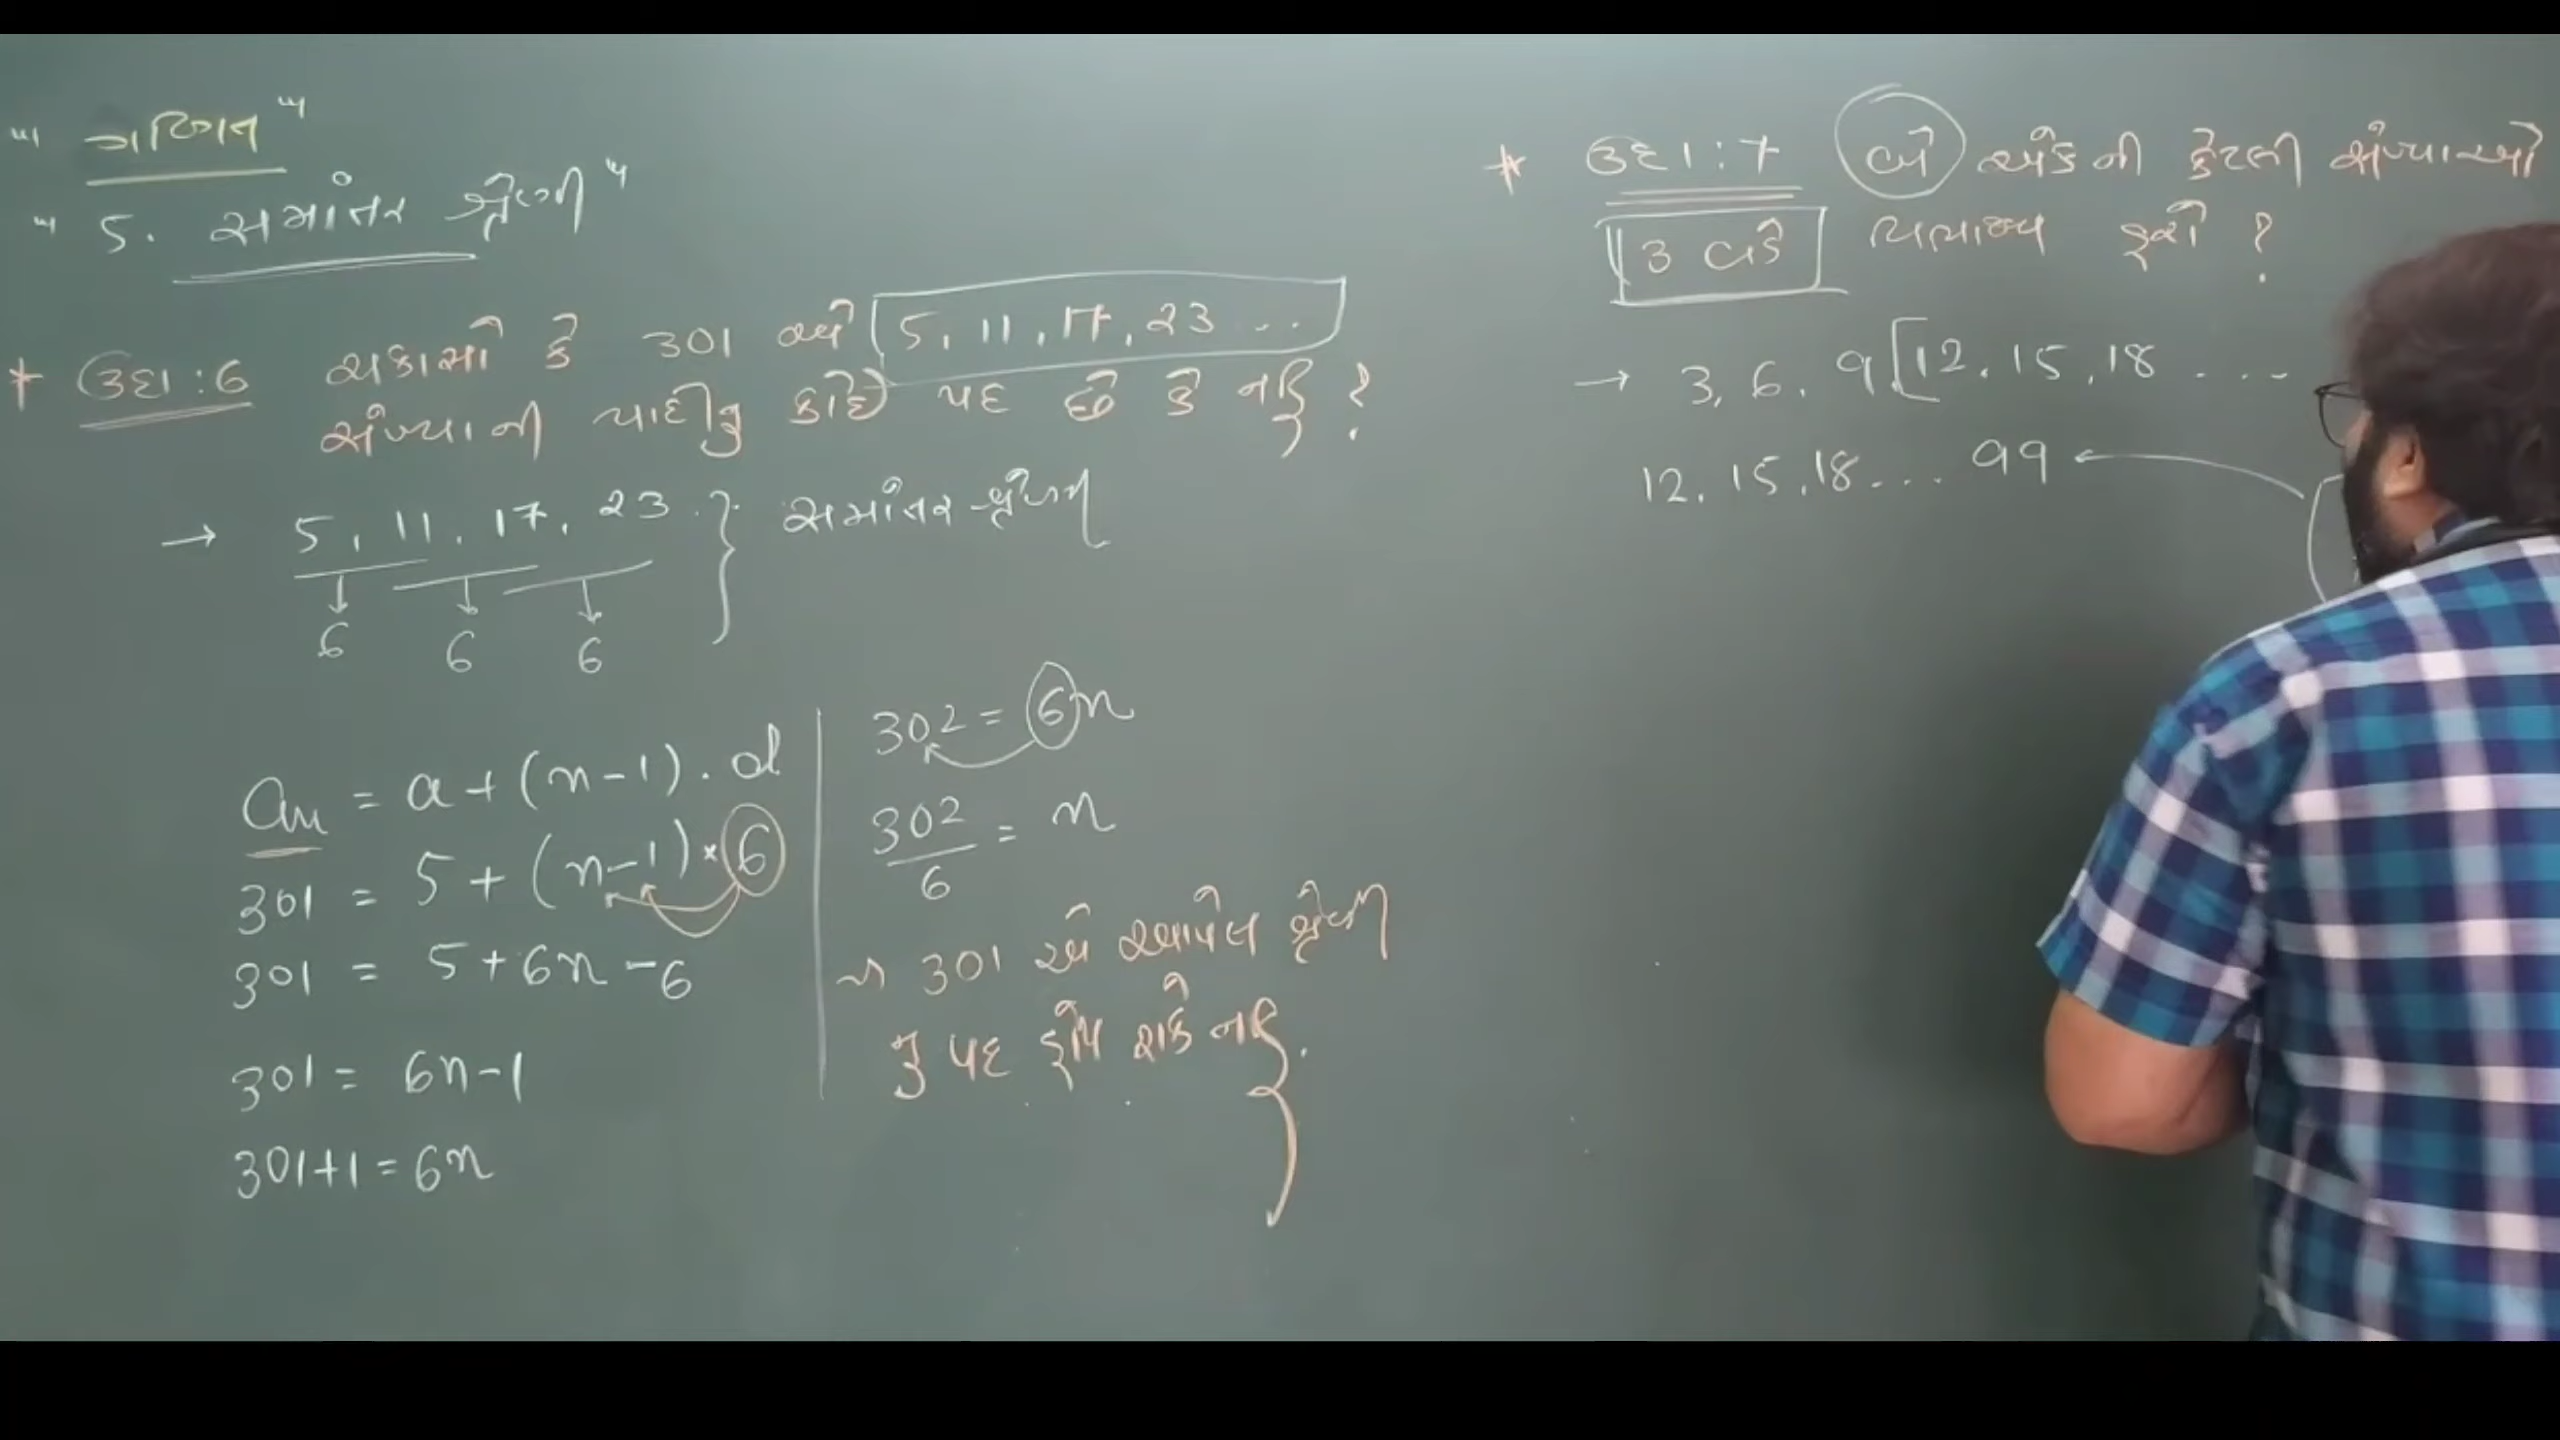 "ગણિત"
"5. સમાંતર શ્રેણી"
* ઉદા:6 ચકાસો કે 301 એ 5, 11, 17, 23 ...
સંખ્યાની યાદીનું કોઈ પદ છે કે નહિ ?
→ 5, 11, 17, 23 . } સમાંતર શ્રેણી
6 6 6
an = a + (n-1) . d
301 = 5 + (n-1) × 6
301 = 5 + 6n - 6
301 = 6n - 1
301 + 1 = 6n
302 = 6n
302/6 = n
301 એ આપેલ શ્રેણી
નું પદ હોય શકે નહિ.
* ઉદા:7 બે અંકની કેટલી સંખ્યાઓ
3 વડે વિભાજ્ય હશે ?
→ 3, 6, 9 [12, 15, 18 ....
12, 15, 18 ... 99